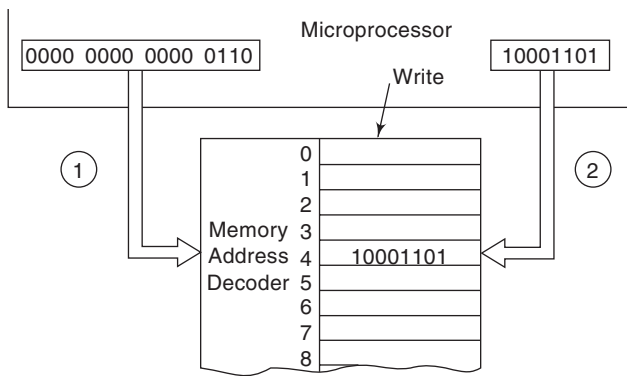 Microprocessor
0000 0000 0000 0110
10001101
Write
1
2
0
1
2
3
4
5
6
7
8
Memory
Address
Decoder
10001101